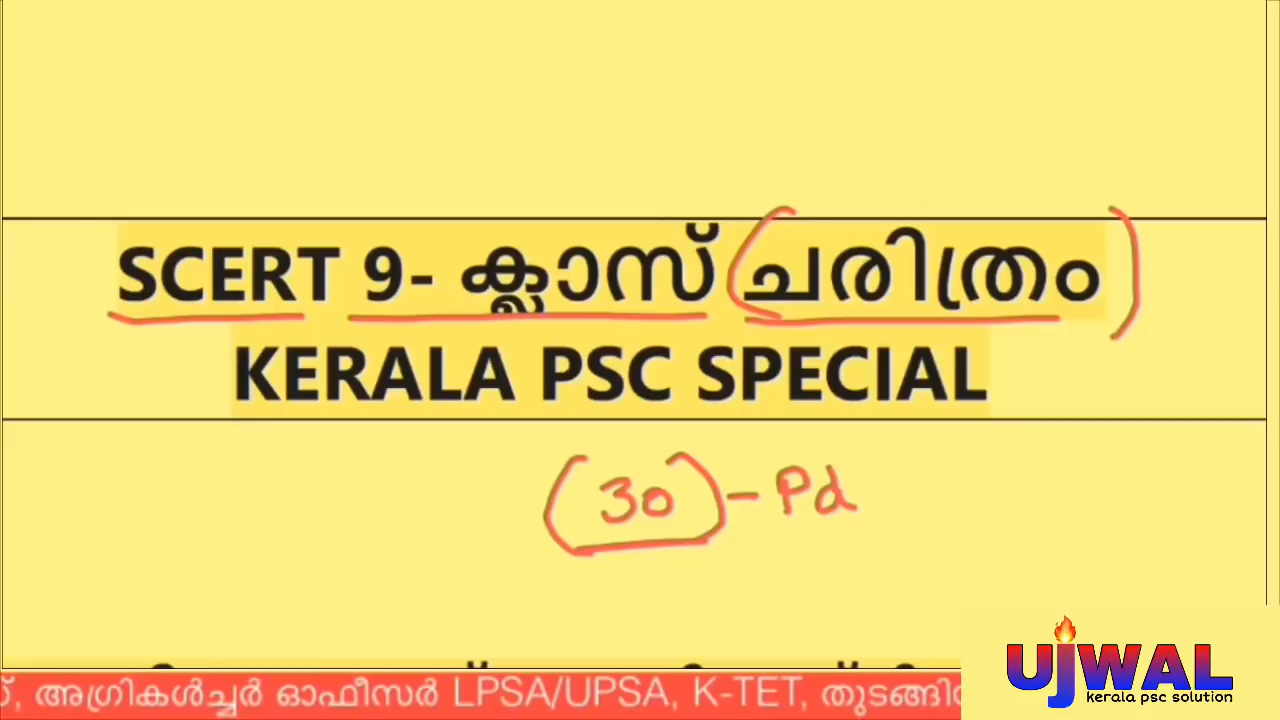 SCERT 9- ക്ലാസ് ചരിത്രം
KERALA PSC SPECIAL
(30) - Pd
അഗ്രികൾച്ചർ ഓഫീസർ LPSA/UPSA, K-TET,
UJWAL
kerala psc solution